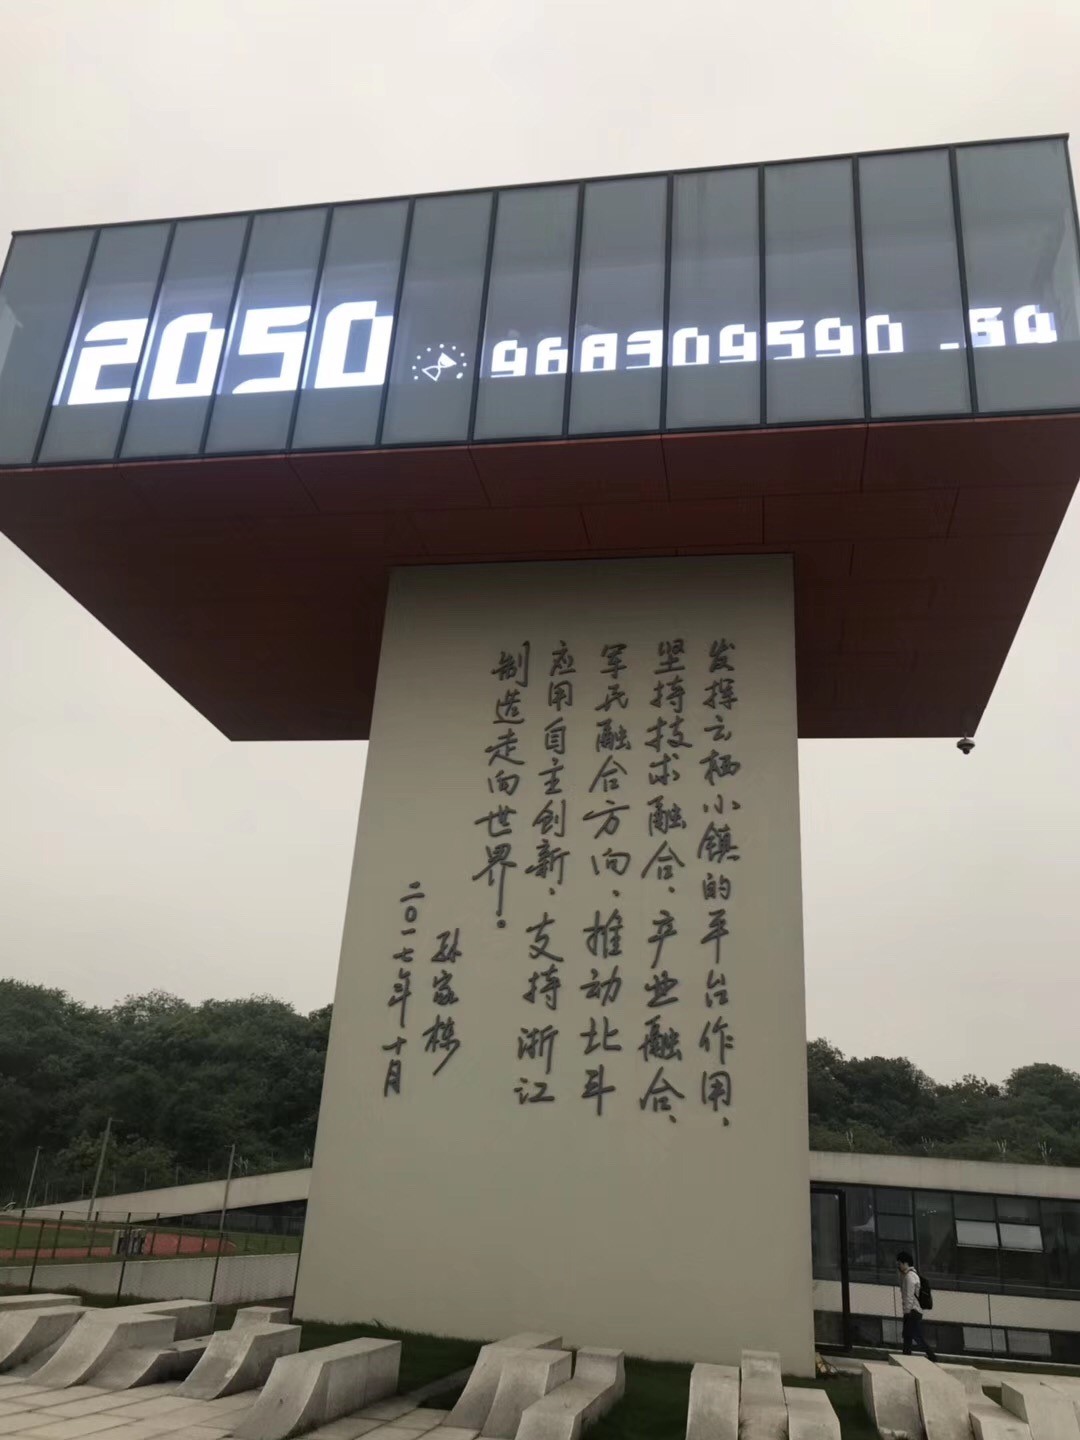 2050 968309590 .50
发挥云栖小镇的平台作用、
坚持技术融合、产业融合、
军民融合方向、推动北斗
应用自主创新、支持浙江
制造走向世界。
孙家栋
二〇一七年十月